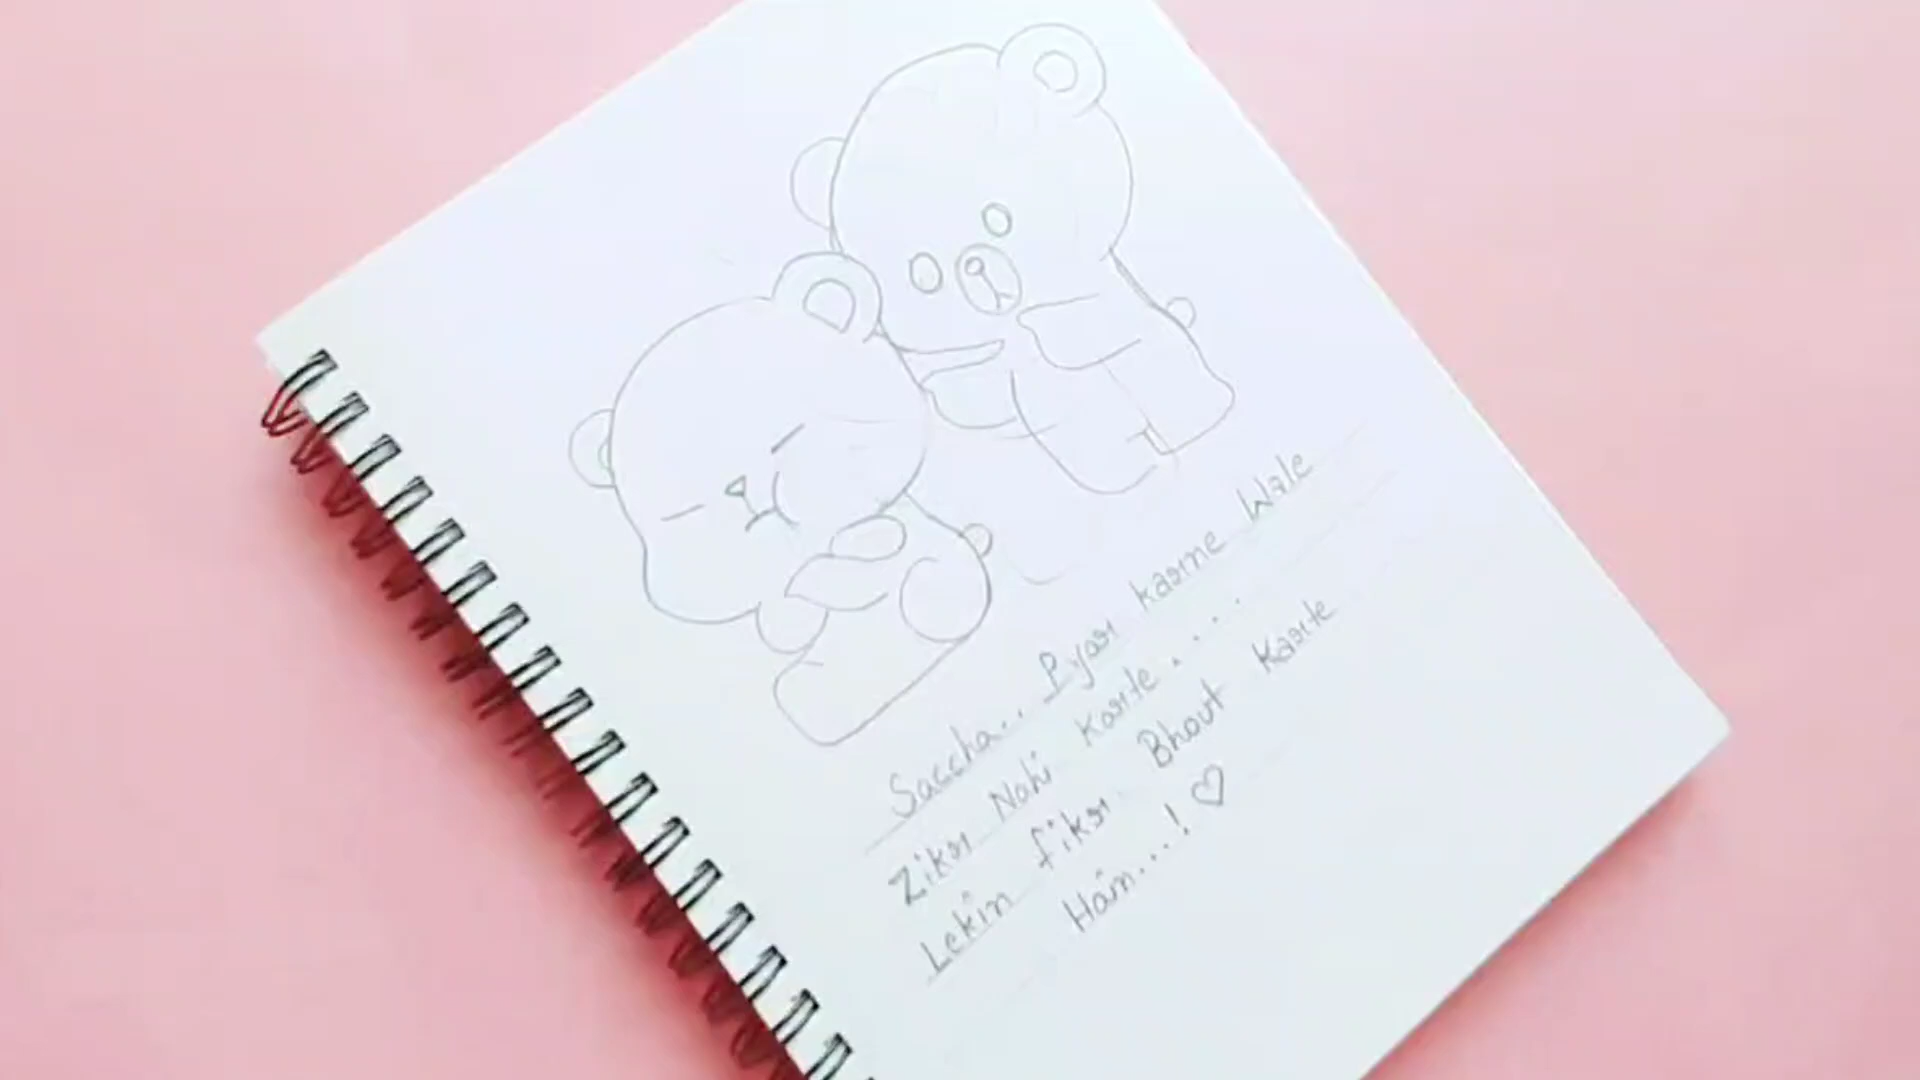 Saccha.. Pyar karne Wale
Zikr Nahi Karte.....
Lekin fikr Bhout Karte
Hain...! ♡